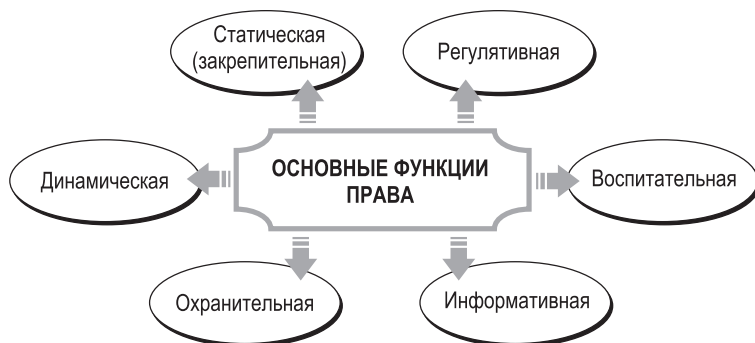 Статическая
(закрепительная)
Регулятивная
Динамическая
ОСНОВНЫЕ ФУНКЦИИ
ПРАВА
Воспитательная
Охранительная
Информативная